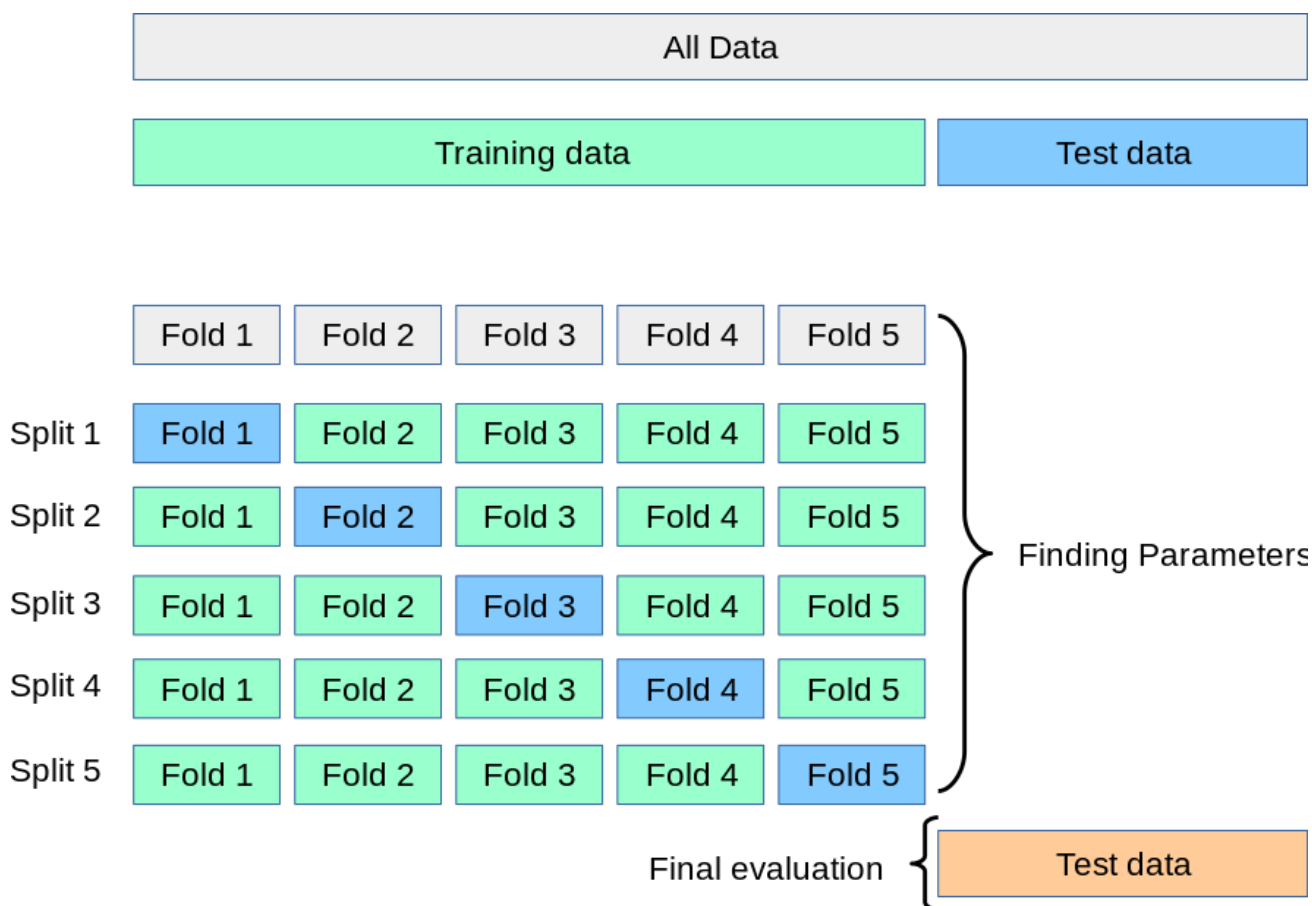 All Data
Training data Test data
Fold 1 Fold 2 Fold 3 Fold 4 Fold 5
Split 1 Fold 1 Fold 2 Fold 3 Fold 4 Fold 5
Split 2 Fold 1 Fold 2 Fold 3 Fold 4 Fold 5
Finding Parameters
Split 3 Fold 1 Fold 2 Fold 3 Fold 4 Fold 5
Split 4 Fold 1 Fold 2 Fold 3 Fold 4 Fold 5
Split 5 Fold 1 Fold 2 Fold 3 Fold 4 Fold 5
Final evaluation Test data